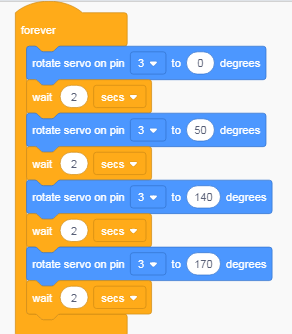 forever
rotate servo on pin 3 to 0 degrees
wait 2 secs
rotate servo on pin 3 to 50 degrees
wait 2 secs
rotate servo on pin 3 to 140 degrees
wait 2 secs
rotate servo on pin 3 to 170 degrees
wait 2 secs